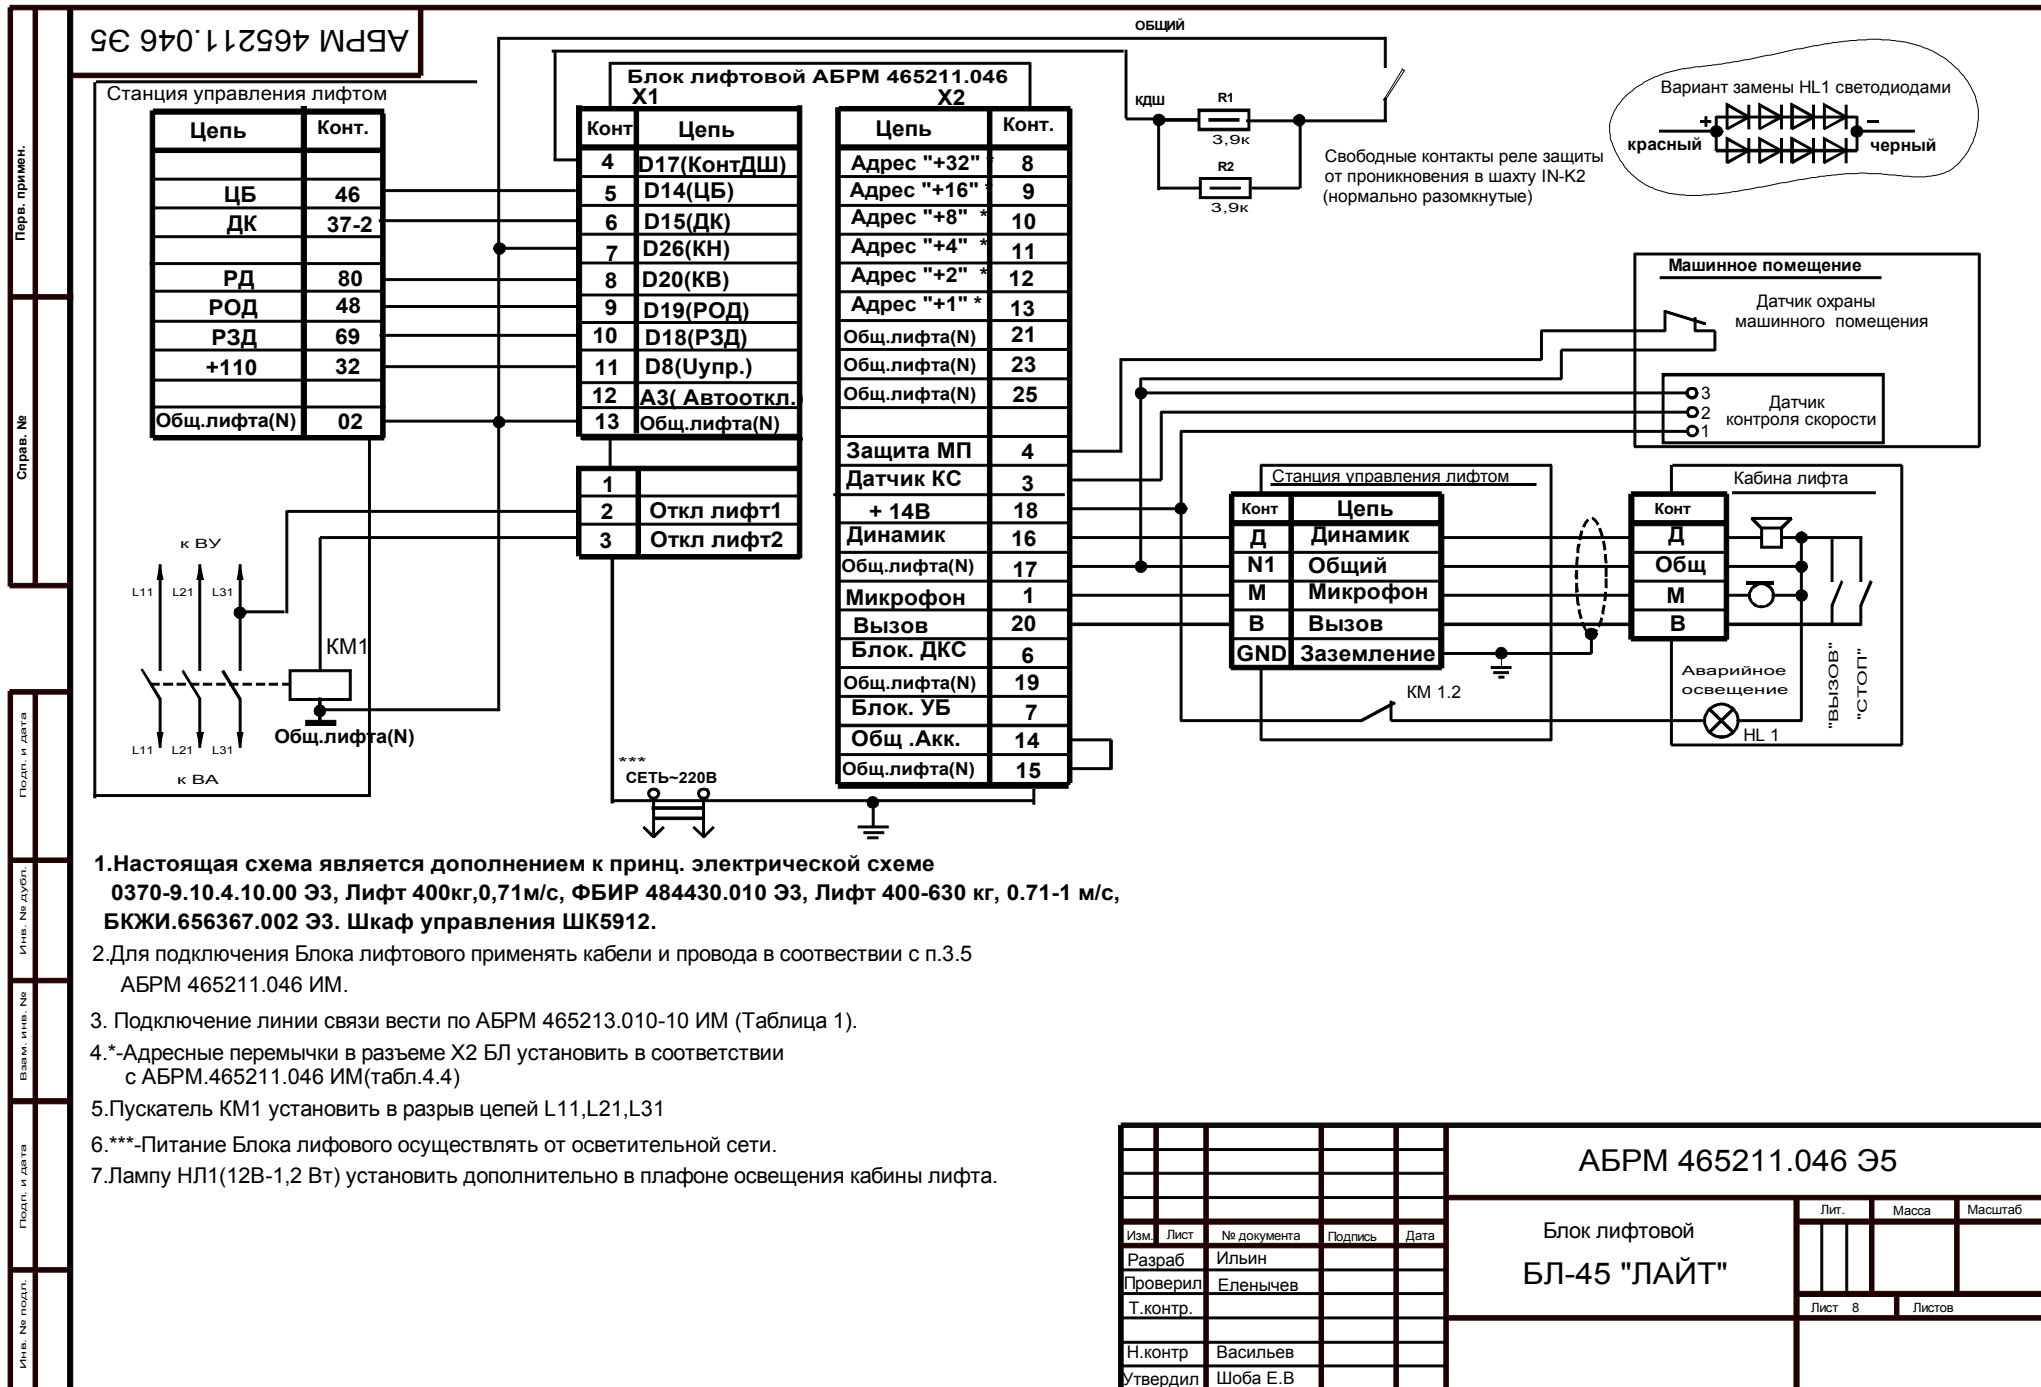 АБРМ 465211.046 Э5
Перв. примен.
Справ. №
Подп. и дата
Инв. № дубл.
Взам. инв. №
Подп. и дата
Инв. № подл.
Станция управления лифтом
Цепь Конт.
ЦБ 46
ДК 37-2
РД 80
РОД 48
РЗД 69
+110 32
Общ.лифта(N) 02
к ВУ
L11 L21 L31
КМ1
Общ.лифта(N)
L11 L21 L31
к ВА
Блок лифтовой АБРМ 465211.046
X1 X2
Конт Цепь
4 D17(КонтДШ)
5 D14(ЦБ)
6 D15(ДК)
7 D26(КН)
8 D20(КВ)
9 D19(РОД)
10 D18(РЗД)
11 D8(Uупр.)
12 А3( Автооткл.)
13 Общ.лифта(N)
1
2 Откл лифт1
3 Откл лифт2
***
СЕТЬ~220В
Цепь Конт.
Адрес "+32" * 8
Адрес "+16" * 9
Адрес "+8" * 10
Адрес "+4" * 11
Адрес "+2" * 12
Адрес "+1" * 13
Общ.лифта(N) 21
Общ.лифта(N) 23
Общ.лифта(N) 25
Защита МП 4
Датчик КС 3
+ 14В 18
Динамик 16
Общ.лифта(N) 17
Микрофон 1
Вызов 20
Блок. ДКС 6
Общ.лифта(N) 19
Блок. УБ 7
Общ .Акк. 14
Общ.лифта(N) 15
ОБЩИЙ
КДШ
R1
3,9к
R2
3,9к
Свободные контакты реле защиты
от проникновения в шахту IN-K2
(нормально разомкнутые)
Вариант замены HL1 светодиодами
+ –
красный черный
Машинное помещение
Датчик охраны
машинного помещения
3
2
1
Датчик
контроля скорости
Станция управления лифтом
Конт Цепь
Д Динамик
N1 Общий
М Микрофон
В Вызов
GND Заземление
КМ 1.2
Кабина лифта
Конт
Д
Общ
М
В
Аварийное
освещение
HL 1
"ВЫЗОВ"
"СТОП"
1.Настоящая схема является дополнением к принц. электрической схеме
0370-9.10.4.10.00 Э3, Лифт 400кг,0,71м/с, ФБИР 484430.010 Э3, Лифт 400-630 кг, 0.71-1 м/с,
БКЖИ.656367.002 Э3. Шкаф управления ШК5912.
2.Для подключения Блока лифтового применять кабели и провода в соотвествии с п.3.5
АБРМ 465211.046 ИМ.
3. Подключение линии связи вести по АБРМ 465213.010-10 ИМ (Таблица 1).
4.*-Адресные перемычки в разъеме Х2 БЛ установить в соответствии
с АБРМ.465211.046 ИМ(табл.4.4)
5.Пускатель КМ1 установить в разрыв цепей L11,L21,L31
6.***-Питание Блока лифового осуществлять от осветительной сети.
7.Лампу НЛ1(12В-1,2 Вт) установить дополнительно в плафоне освещения кабины лифта.
АБРМ 465211.046 Э5
Изм. Лист № документа Подпись Дата
Разраб Ильин
Проверил Еленычев
Т.контр.
Н.контр Васильев
Утвердил Шоба Е.В
Блок лифтовой
БЛ-45 "ЛАЙТ"
Лит. Масса Масштаб
Лист 8 Листов